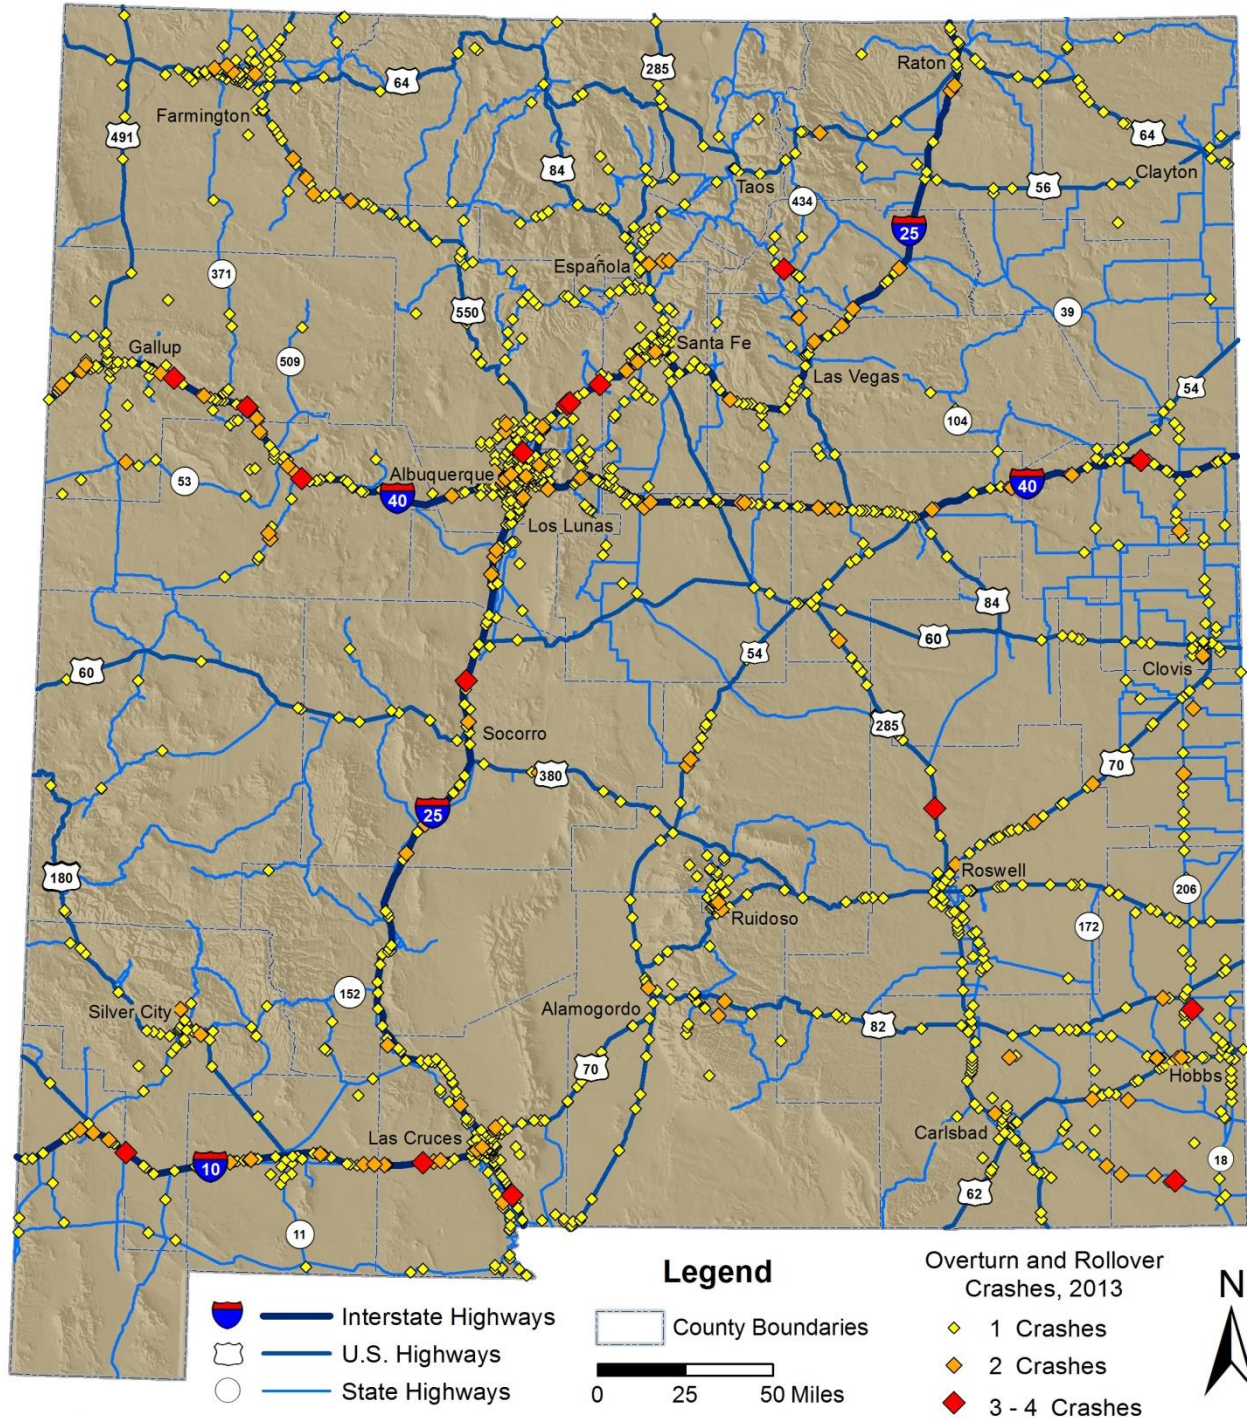 Raton
285
64
Farmington
491
64
Clayton
84
Taos
56
434
25
Española
371
550
39
Santa Fe
Gallup
509
Las Vegas
54
104
Albuquerque
53
40
40
Los Lunas
84
60
54
Clovis
60
285
Socorro
70
380
25
Roswell
180
206
Ruidoso
172
152
Silver City
Alamogordo
82
70
Hobbs
Las Cruces
Carlsbad
10
18
62
11
Legend
Interstate Highways
U.S. Highways
State Highways
County Boundaries
0 25 50 Miles
Overturn and Rollover
Crashes, 2013
1 Crashes
2 Crashes
3 - 4 Crashes
N